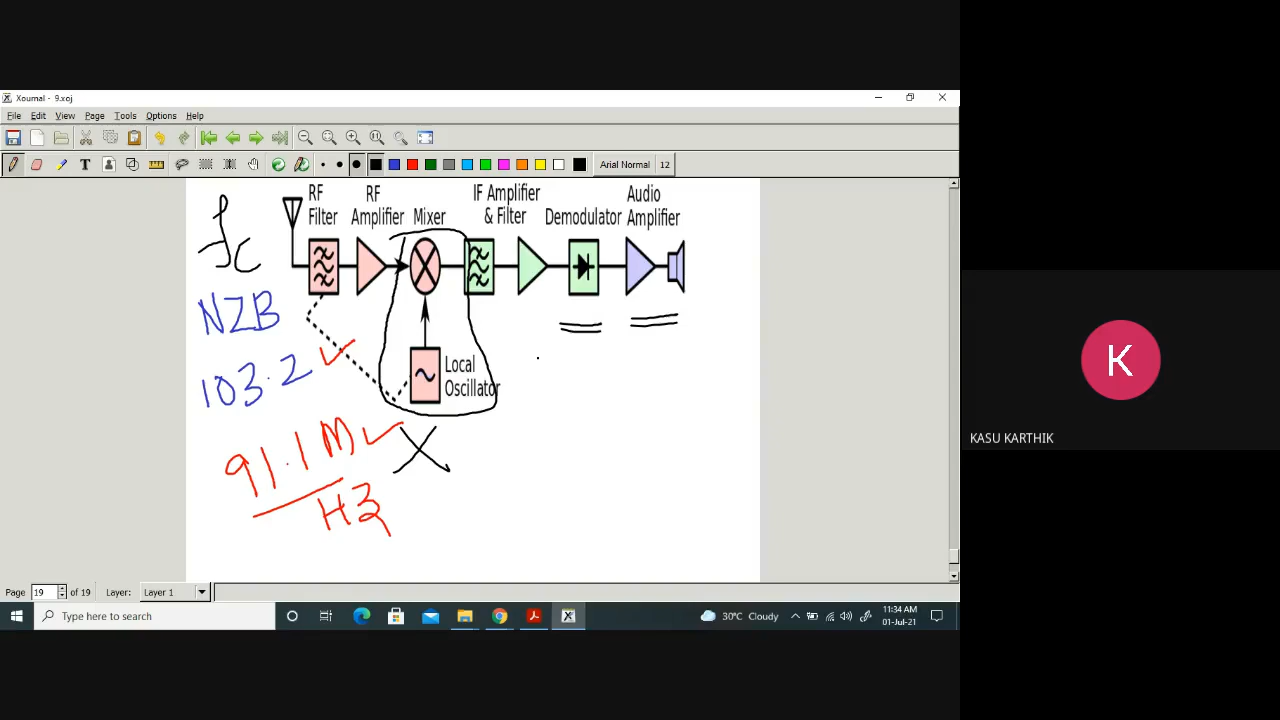 Xournal - 9.xoj
File Edit View Page Tools Options Help
Arial Normal 12
RF Filter
RF Amplifier
Mixer
IF Amplifier & Filter
Demodulator
Audio Amplifier
Local Oscillator
fc
NZB
103.2
91.1 M
Hz
X
KASU KARTHIK
Page 19 of 19 Layer: Layer 1
Type here to search
30°C Cloudy
11:34 AM
01-Jul-21
K